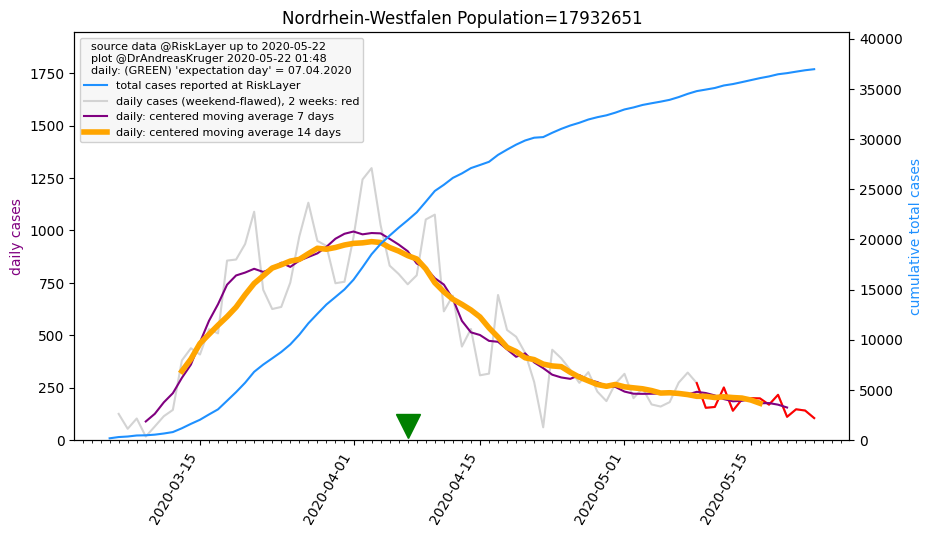 Nordrhein-Westfalen Population=17932651
source data @RiskLayer up to 2020-05-22
plot @DrAndreasKruger 2020-05-22 01:48
daily: (GREEN) 'expectation day' = 07.04.2020
total cases reported at RiskLayer
daily cases (weekend-flawed), 2 weeks: red
daily: centered moving average 7 days
daily: centered moving average 14 days
daily cases
1750
1500
1250
1000
750
500
250
0
cumulative total cases
40000
35000
30000
25000
20000
15000
10000
5000
0
2020-03-15
2020-04-01
2020-04-15
2020-05-01
2020-05-15